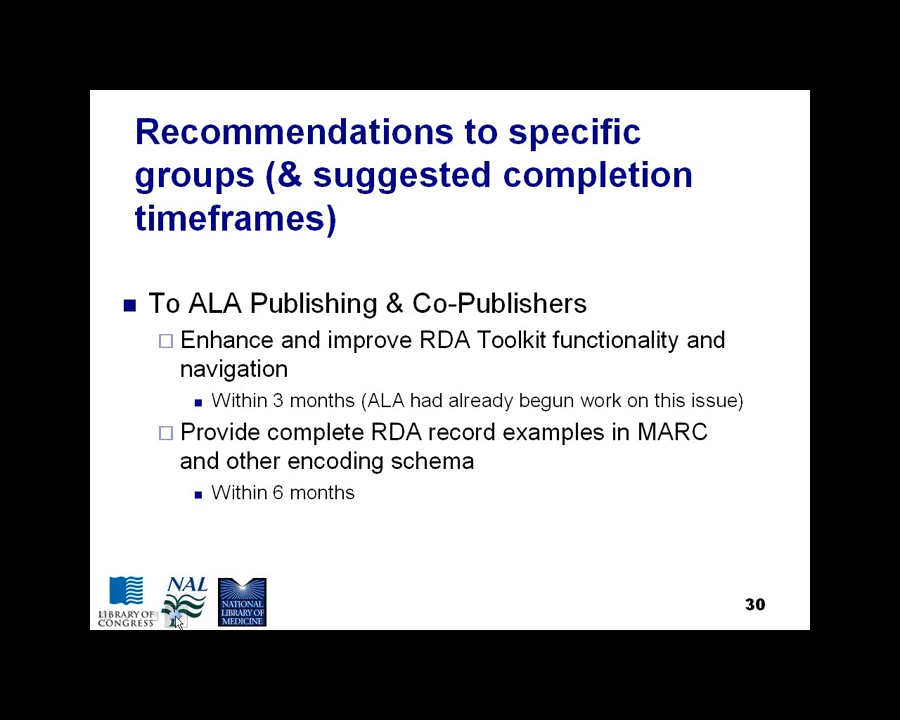 Recommendations to specific
groups (& suggested completion
timeframes)
To ALA Publishing & Co-Publishers
Enhance and improve RDA Toolkit functionality and
navigation
Within 3 months (ALA had already begun work on this issue)
Provide complete RDA record examples in MARC
and other encoding schema
Within 6 months
LIBRARY OF
CONGRESS
NAL
NATIONAL
LIBRARY OF
MEDICINE
30